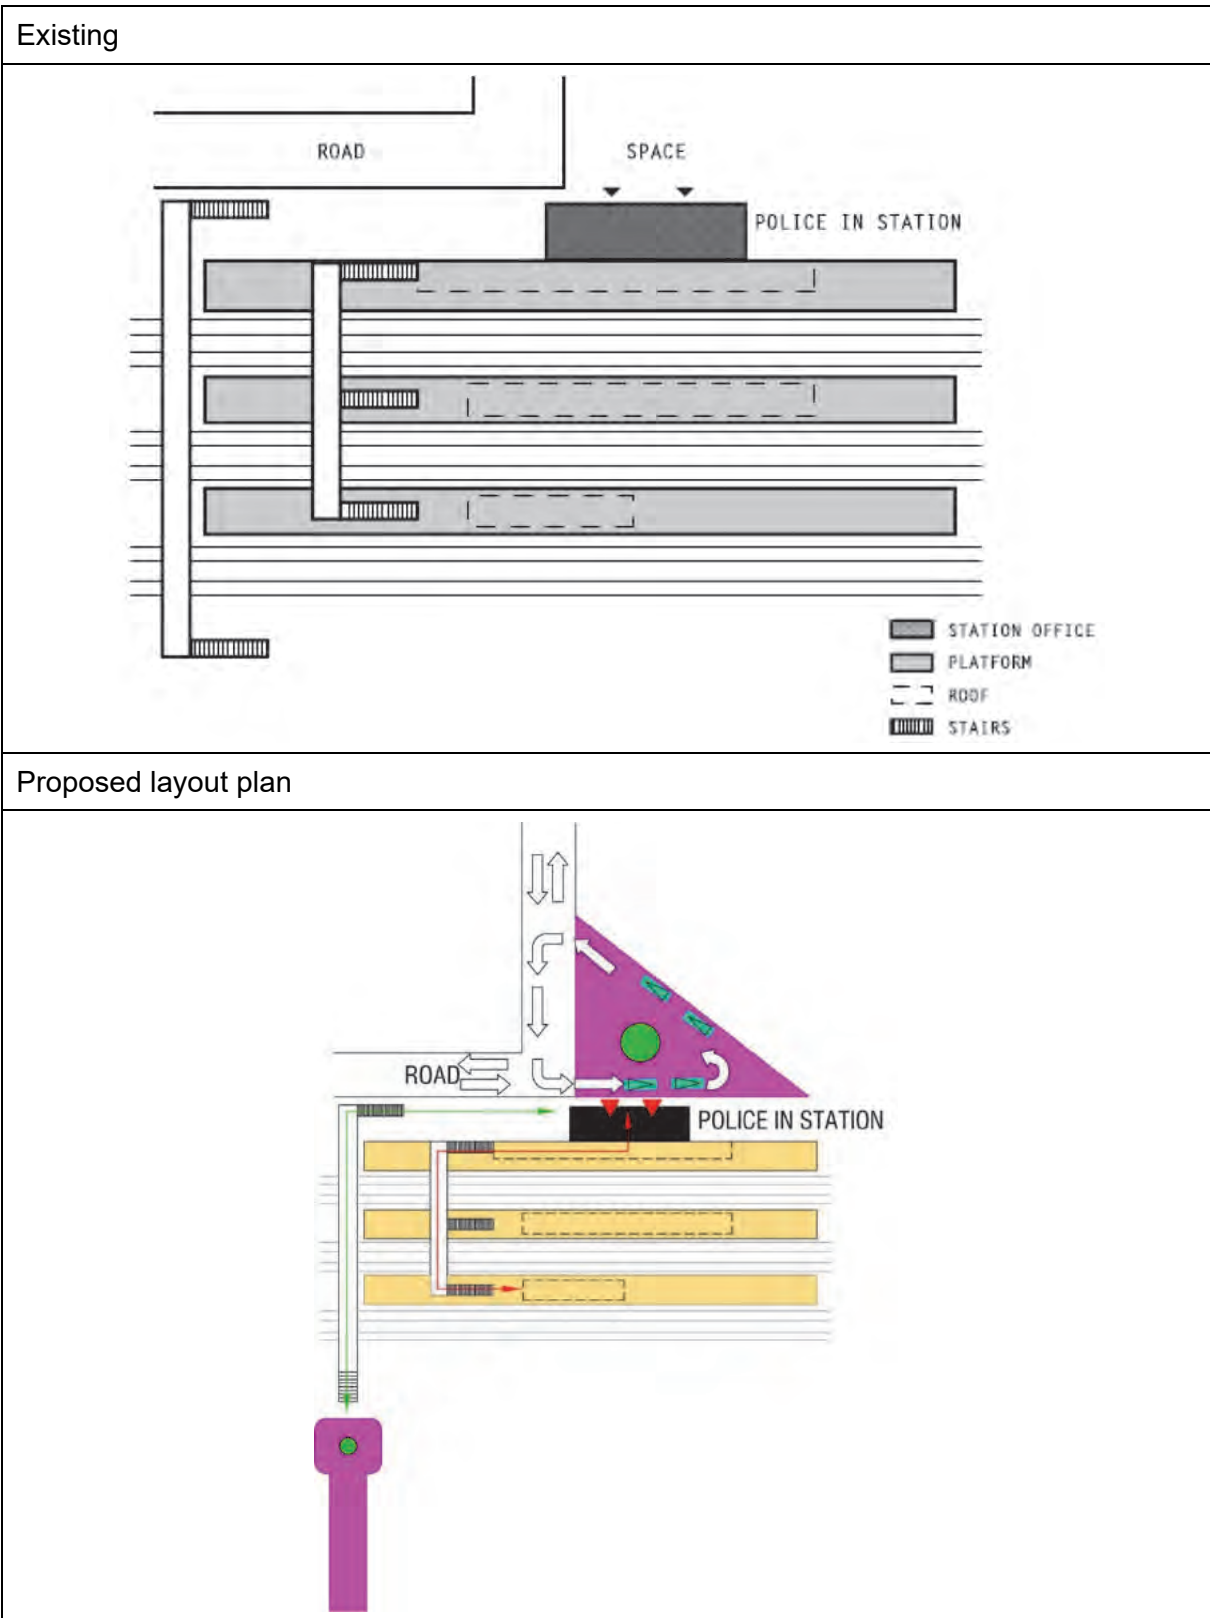 Existing
ROAD
SPACE
POLICE IN STATION
STATION OFFICE
PLATFORM
ROOF
STAIRS
Proposed layout plan
ROAD
POLICE IN STATION